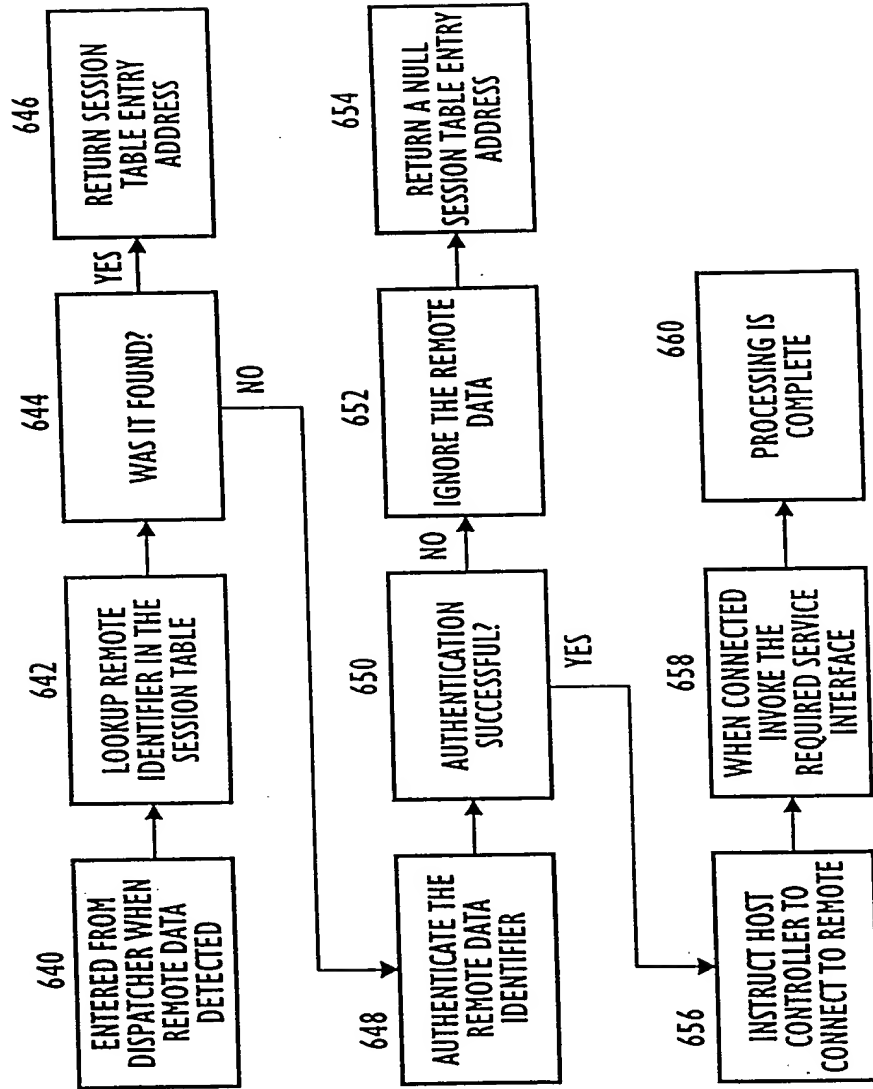 640
ENTERED FROM
DISPATCHER WHEN
REMOTE DATA
DETECTED
642
LOOKUP REMOTE
IDENTIFIER IN THE
SESSION TABLE
644
WAS IT FOUND?
YES
646
RETURN SESSION
TABLE ENTRY
ADDRESS
NO
648
AUTHENTICATE THE
REMOTE DATA
IDENTIFIER
650
AUTHENTICATION
SUCCESSFUL?
NO
652
IGNORE THE REMOTE
DATA
654
RETURN A NULL
SESSION TABLE ENTRY
ADDRESS
YES
656
INSTRUCT HOST
CONTROLLER TO
CONNECT TO REMOTE
658
WHEN CONNECTED
INVOKE THE
REQUIRED SERVICE
INTERFACE
660
PROCESSING IS
COMPLETE